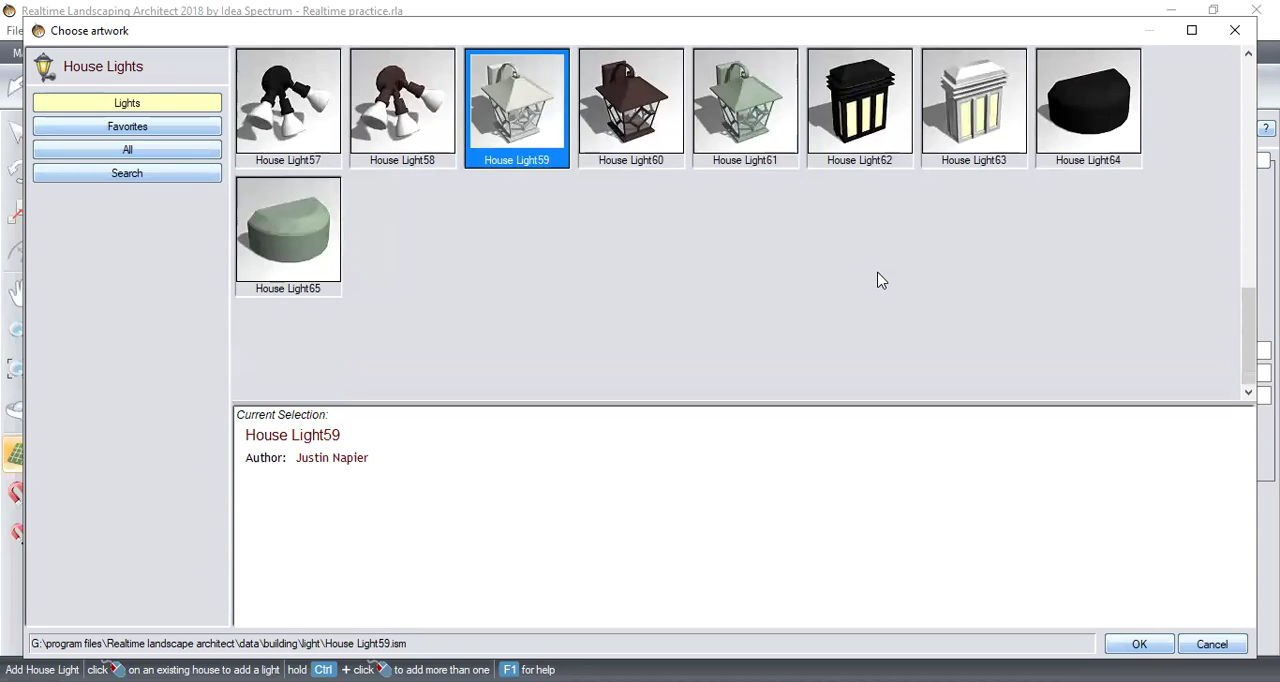 Realtime Landscaping Architect 2018 by Idea Spectrum - Realtime practice.rla
File
Choose artwork
House Lights
Lights
Favorites
All
Search
House Light57
House Light58
House Light59
House Light60
House Light61
House Light62
House Light63
House Light64
House Light65
Current Selection:
House Light59
Author: Justin Napier
G:\program files\Realtime landscape architect\data\building\light\House Light59.ism
OK
Cancel
Add House Light click on an existing house to add a light hold Ctrl + click to add more than one F1 for help